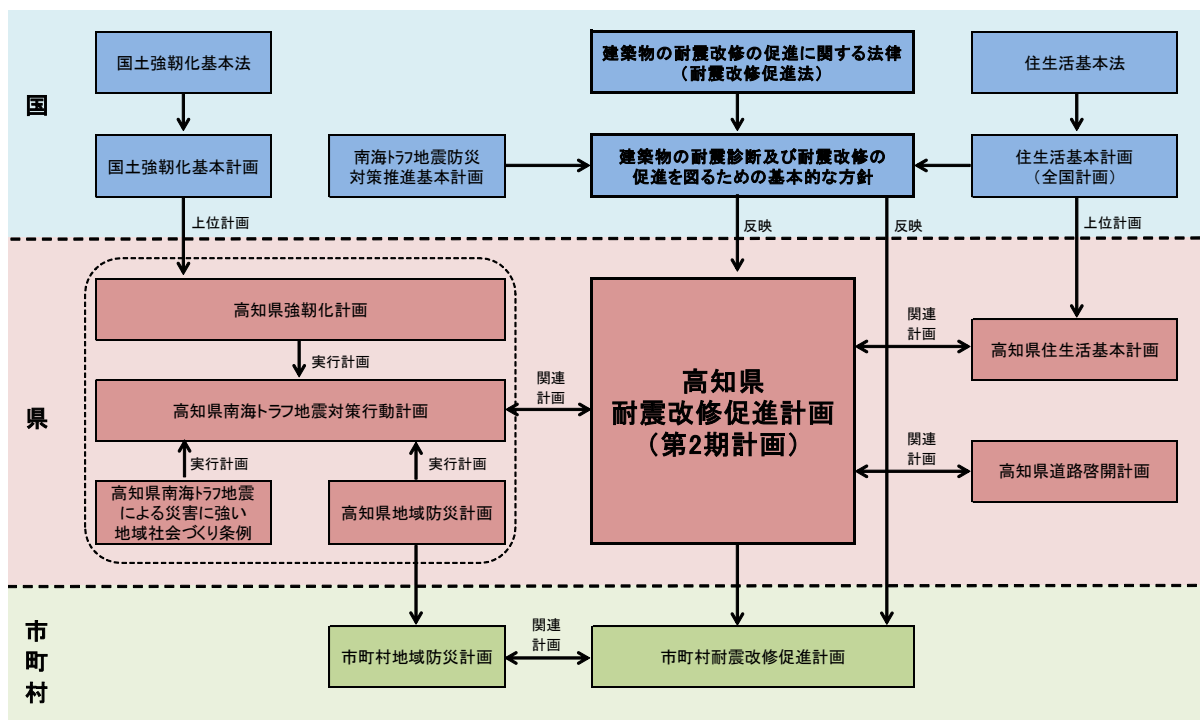 国
国土強靭化基本法
建築物の耐震改修の促進に関する法律
（耐震改修促進法）
住生活基本法
国土強靭化基本計画
南海トラフ地震防災
対策推進基本計画
建築物の耐震診断及び耐震改修の
促進を図るための基本的な方針
住生活基本計画
（全国計画）
上位計画
反映
反映
上位計画
県
高知県強靭化計画
実行計画
高知県南海トラフ地震対策行動計画
実行計画
実行計画
高知県南海トラフ地震
による災害に強い
地域社会づくり条例
高知県地域防災計画
関連
計画
高知県
耐震改修促進計画
（第2期計画）
関連
計画
高知県住生活基本計画
関連
計画
高知県道路啓開計画
市
町
村
市町村地域防災計画
関連
計画
市町村耐震改修促進計画